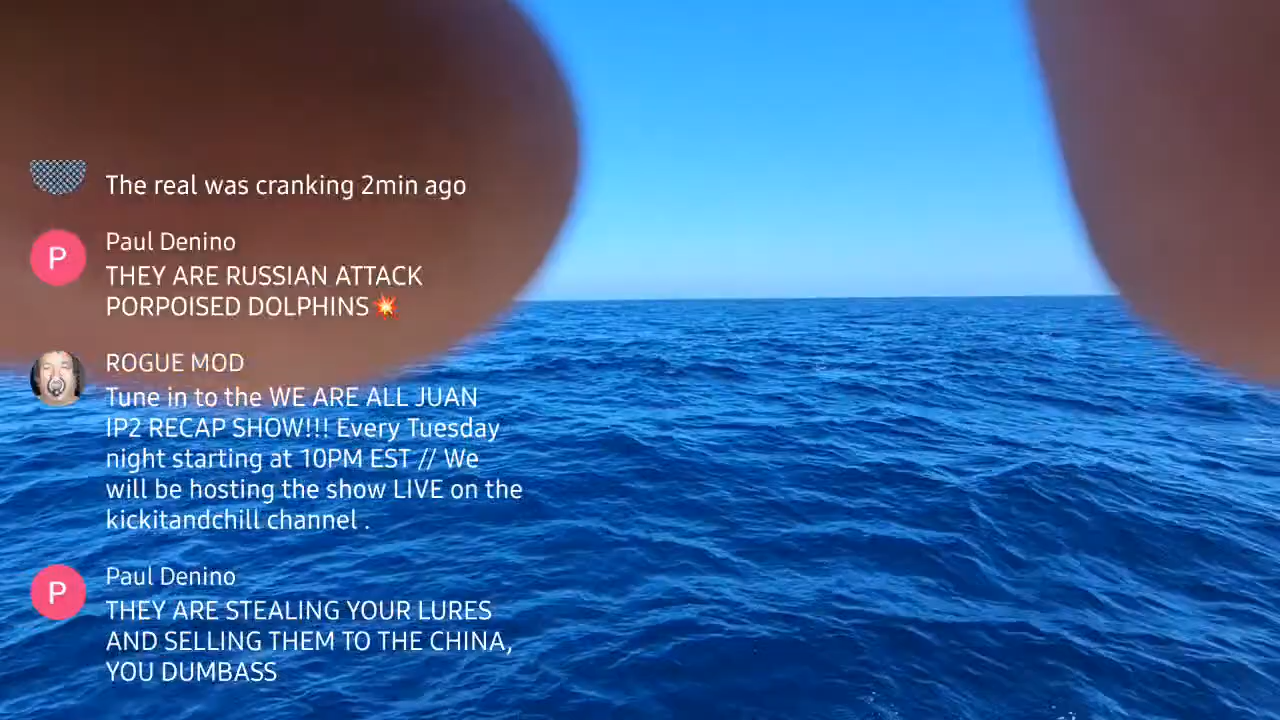 The real was cranking 2min ago
P
Paul Denino
THEY ARE RUSSIAN ATTACK
PORPOISED DOLPHINS💥
ROGUE MOD
Tune in to the WE ARE ALL JUAN
IP2 RECAP SHOW!!! Every Tuesday
night starting at 10PM EST // We
will be hosting the show LIVE on the
kickitandchill channel .
P
Paul Denino
THEY ARE STEALING YOUR LURES
AND SELLING THEM TO THE CHINA,
YOU DUMBASS